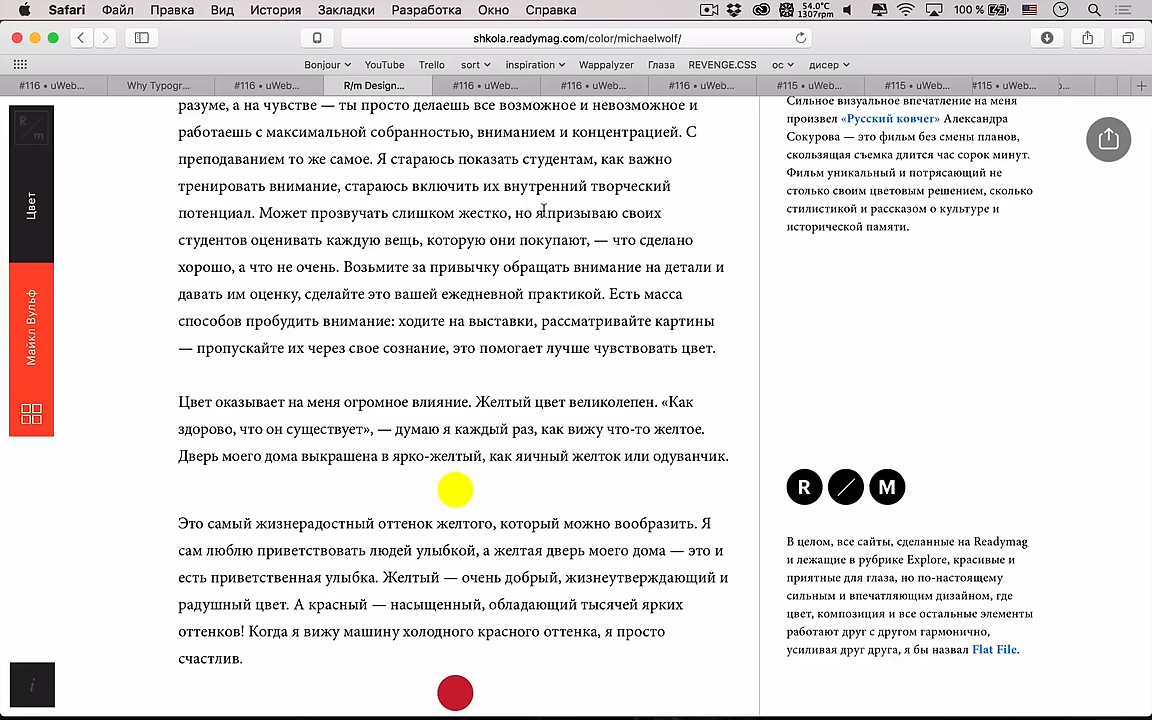 Safari Файл Правка Вид История Закладки Разработка Окно Справка 54.0°C 1307rpm 100 %
shkola.readymag.com/color/michaelwolf/
Bonjour YouTube Trello sort inspiration Wappalyzer Глаза REVENGE.CSS ос дисер
#116 • uWeb... Why Typogr... #116 • uWeb... R/m Design... #116 • uWeb... #116 • uWeb... #116 • uWeb... #115 • uWeb... #115 • uWeb... #115 • uWeb...
R/m
Цвет
Майкл Вульф
i
разуме, а на чувстве — ты просто делаешь все возможное и невозможное и
работаешь с максимальной собранностью, вниманием и концентрацией. С
преподаванием то же самое. Я стараюсь показать студентам, как важно
тренировать внимание, стараюсь включить их внутренний творческий
потенциал. Может прозвучать слишком жестко, но я призываю своих
студентов оценивать каждую вещь, которую они покупают, — что сделано
хорошо, а что не очень. Возьмите за привычку обращать внимание на детали и
давать им оценку, сделайте это вашей ежедневной практикой. Есть масса
способов пробудить внимание: ходите на выставки, рассматривайте картины
— пропускайте их через свое сознание, это помогает лучше чувствовать цвет.
Цвет оказывает на меня огромное влияние. Желтый цвет великолепен. «Как
здорово, что он существует», — думаю я каждый раз, как вижу что-то желтое.
Дверь моего дома выкрашена в ярко-желтый, как яичный желток или одуванчик.
Это самый жизнерадостный оттенок желтого, который можно вообразить. Я
сам люблю приветствовать людей улыбкой, а желтая дверь моего дома — это и
есть приветственная улыбка. Желтый — очень добрый, жизнеутверждающий и
радушный цвет. А красный — насыщенный, обладающий тысячей ярких
оттенков! Когда я вижу машину холодного красного оттенка, я просто
счастлив.
Сильное визуальное впечатление на меня
произвел «Русский ковчег» Александра
Сокурова — это фильм без смены планов,
скользящая съемка длится час сорок минут.
Фильм уникальный и потрясающий не
столько своим цветовым решением, сколько
стилистикой и рассказом о культуре и
исторической памяти.
R / M
В целом, все сайты, сделанные на Readymag
и лежащие в рубрике Explore, красивые и
приятные для глаза, но по-настоящему
сильным и впечатляющим дизайном, где
цвет, композиция и все остальные элементы
работают друг с другом гармонично,
усиливая друг друга, я бы назвал Flat File.